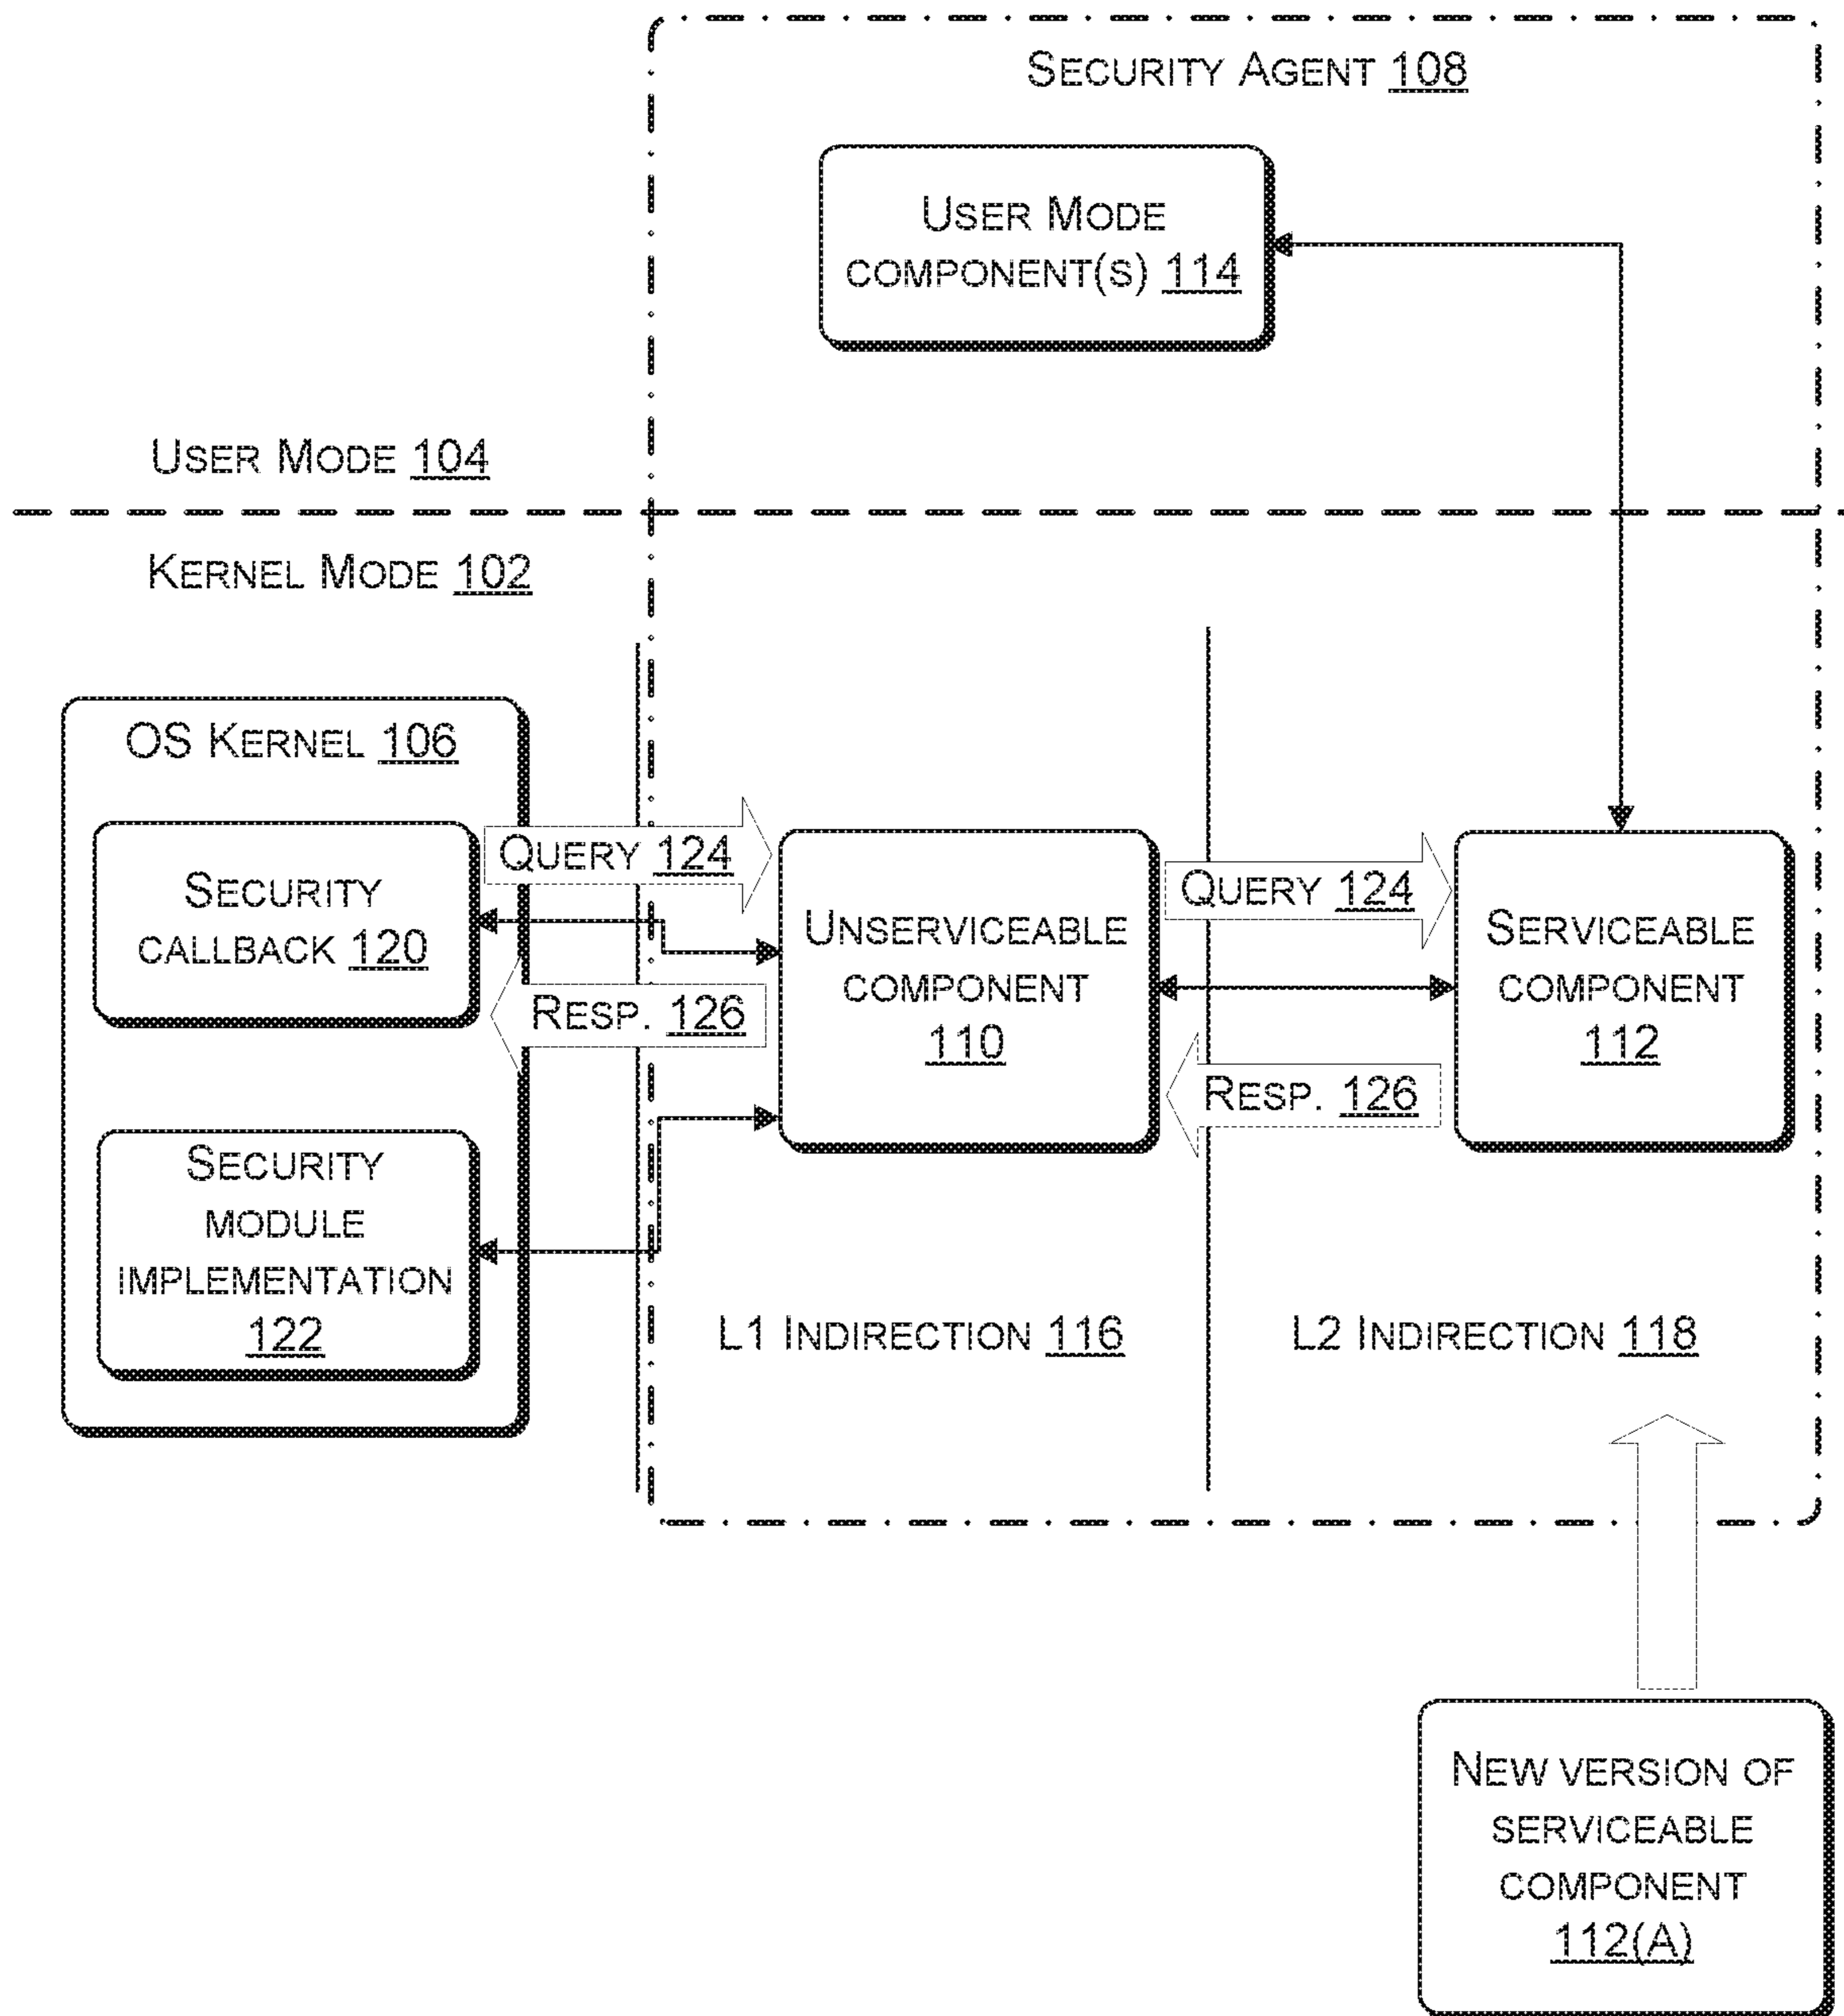 SECURITY AGENT 108
USER MODE
COMPONENT(S) 114
USER MODE 104
KERNEL MODE 102
OS KERNEL 106
SECURITY
CALLBACK 120
SECURITY
MODULE
IMPLEMENTATION
122
QUERY 124
RESP. 126
UNSERVICEABLE
COMPONENT
110
QUERY 124
RESP. 126
SERVICEABLE
COMPONENT
112
L1 INDIRECTION 116
L2 INDIRECTION 118
NEW VERSION OF
SERVICEABLE
COMPONENT
112(A)